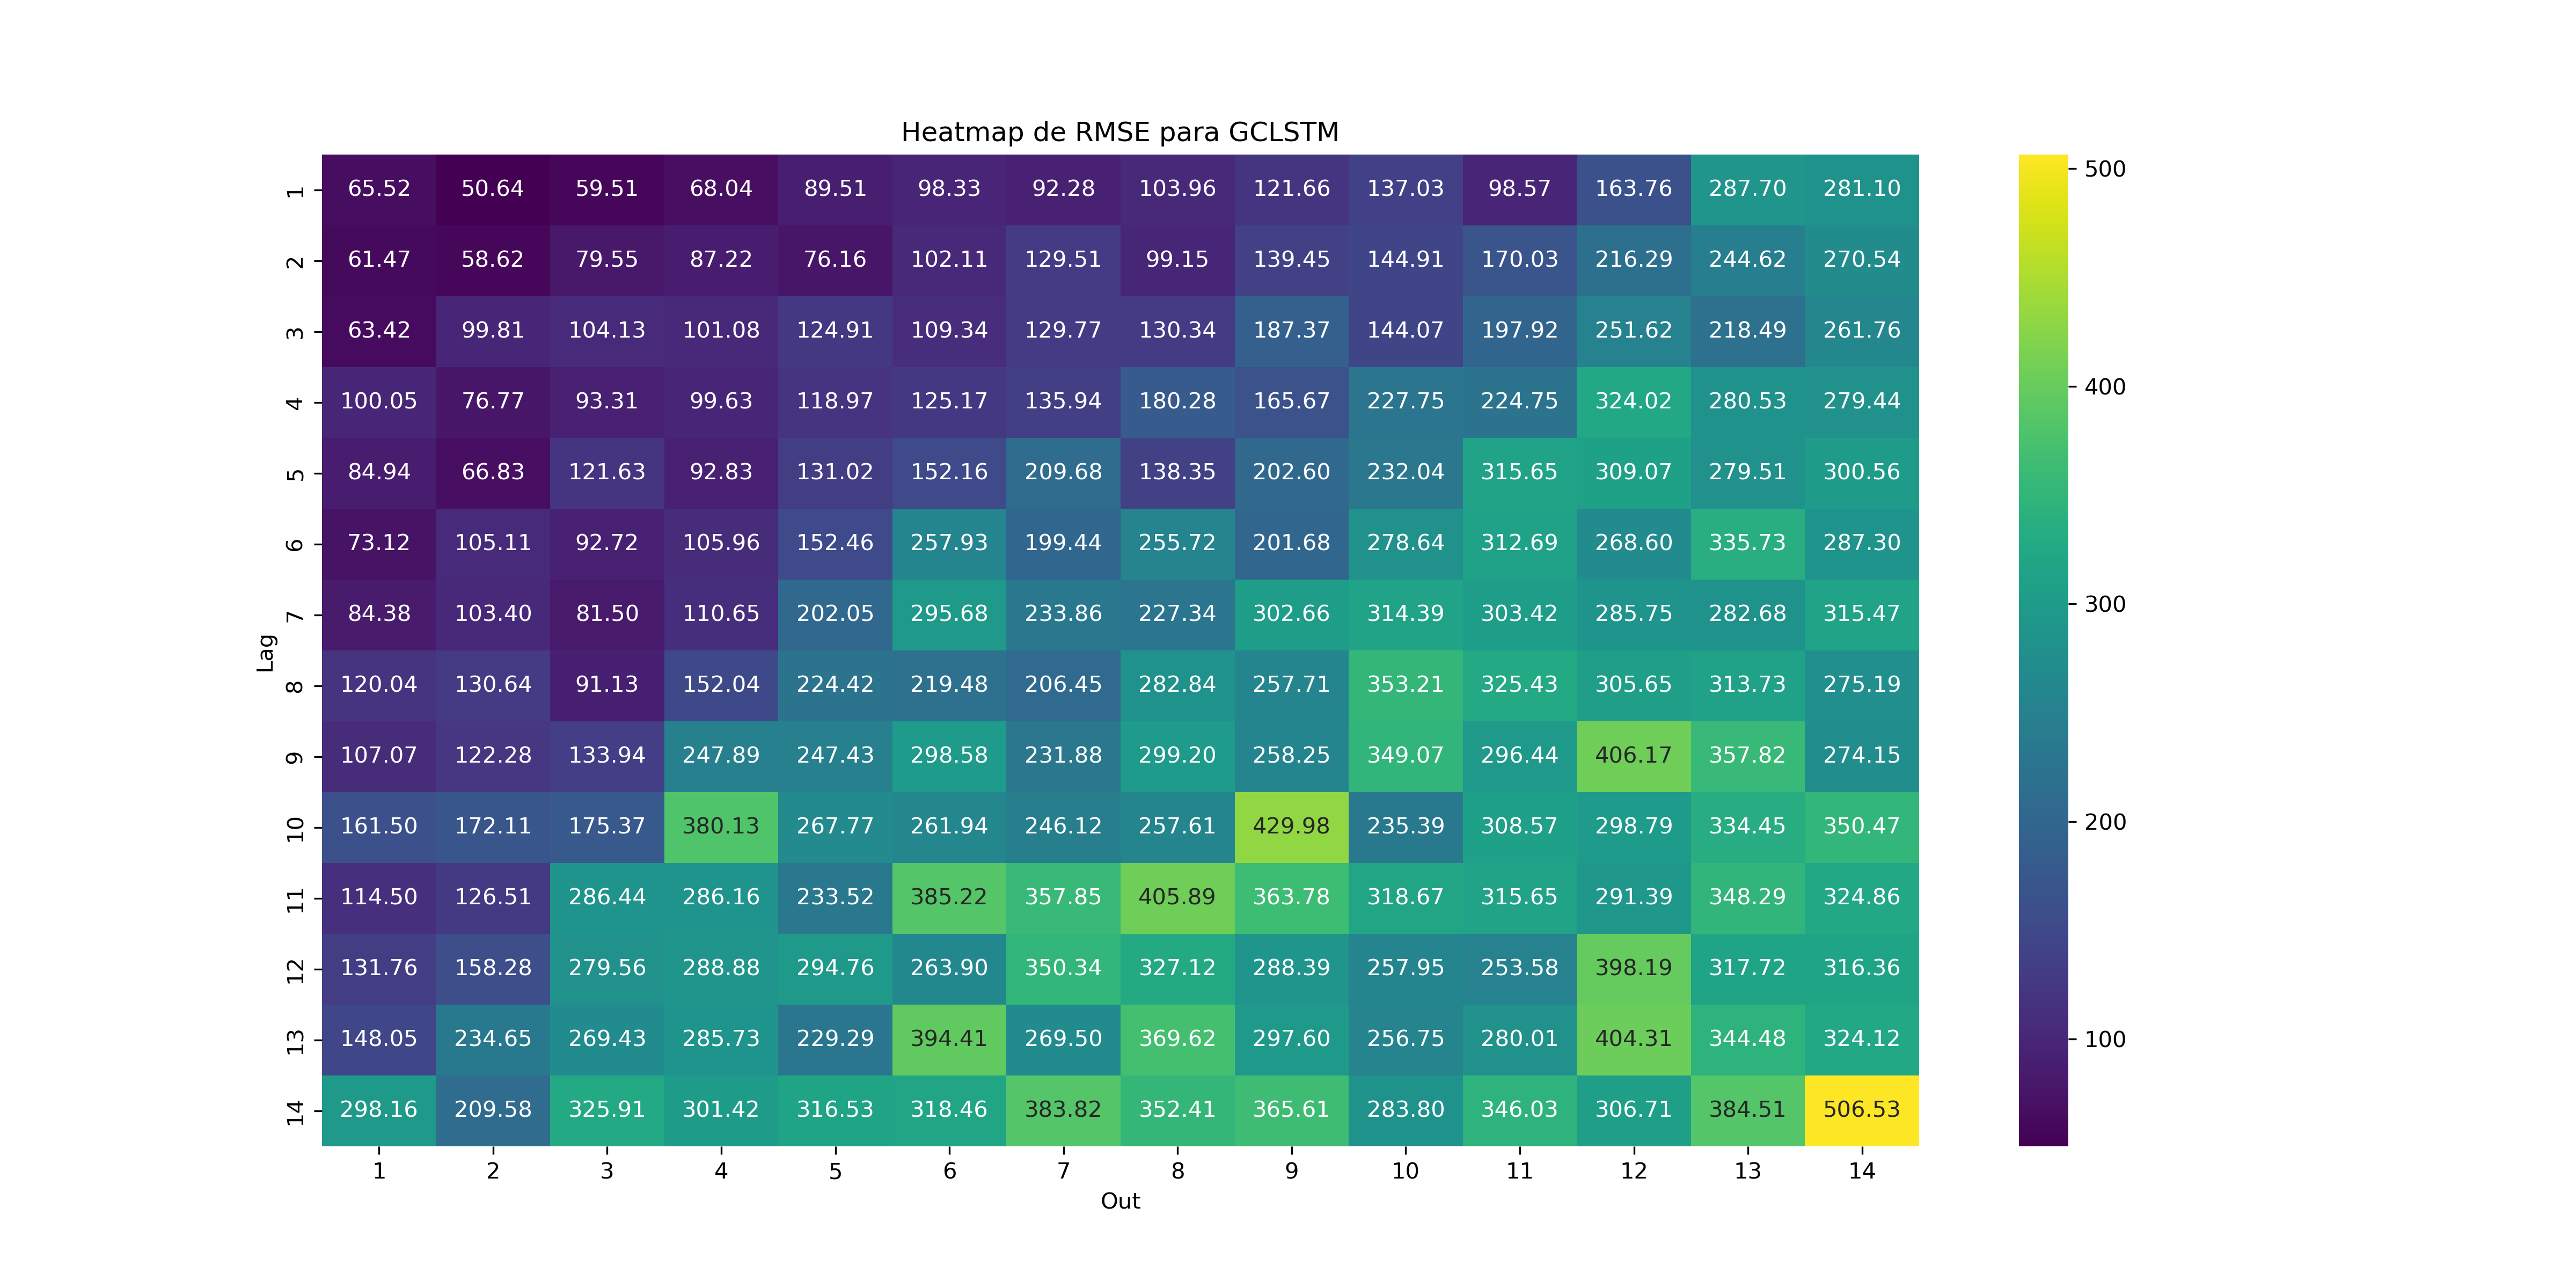 Heatmap de RMSE para GCLSTM
1 65.52 50.64 59.51 68.04 89.51 98.33 92.28 103.96 121.66 137.03 98.57 163.76 287.70 281.10
2 61.47 58.62 79.55 87.22 76.16 102.11 129.51 99.15 139.45 144.91 170.03 216.29 244.62 270.54
3 63.42 99.81 104.13 101.08 124.91 109.34 129.77 130.34 187.37 144.07 197.92 251.62 218.49 261.76
4 100.05 76.77 93.31 99.63 118.97 125.17 135.94 180.28 165.67 227.75 224.75 324.02 280.53 279.44
5 84.94 66.83 121.63 92.83 131.02 152.16 209.68 138.35 202.60 232.04 315.65 309.07 279.51 300.56
6 73.12 105.11 92.72 105.96 152.46 257.93 199.44 255.72 201.68 278.64 312.69 268.60 335.73 287.30
7 84.38 103.40 81.50 110.65 202.05 295.68 233.86 227.34 302.66 314.39 303.42 285.75 282.68 315.47
8 120.04 130.64 91.13 152.04 224.42 219.48 206.45 282.84 257.71 353.21 325.43 305.65 313.73 275.19
9 107.07 122.28 133.94 247.89 247.43 298.58 231.88 299.20 258.25 349.07 296.44 406.17 357.82 274.15
10 161.50 172.11 175.37 380.13 267.77 261.94 246.12 257.61 429.98 235.39 308.57 298.79 334.45 350.47
11 114.50 126.51 286.44 286.16 233.52 385.22 357.85 405.89 363.78 318.67 315.65 291.39 348.29 324.86
12 131.76 158.28 279.56 288.88 294.76 263.90 350.34 327.12 288.39 257.95 253.58 398.19 317.72 316.36
13 148.05 234.65 269.43 285.73 229.29 394.41 269.50 369.62 297.60 256.75 280.01 404.31 344.48 324.12
14 298.16 209.58 325.91 301.42 316.53 318.46 383.82 352.41 365.61 283.80 346.03 306.71 384.51 506.53
1 2 3 4 5 6 7 8 9 10 11 12 13 14
Out
Lag
500
400
300
200
100